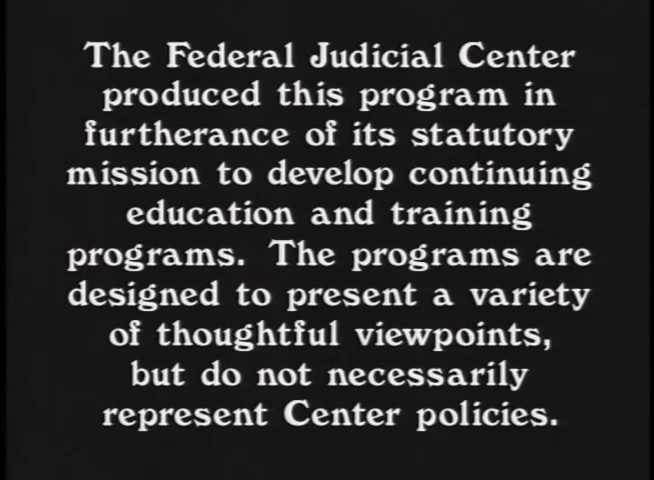 The Federal Judicial Center
produced this program in
furtherance of its statutory
mission to develop continuing
education and training
programs. The programs are
designed to present a variety
of thoughtful viewpoints,
but do not necessarily
represent Center policies.